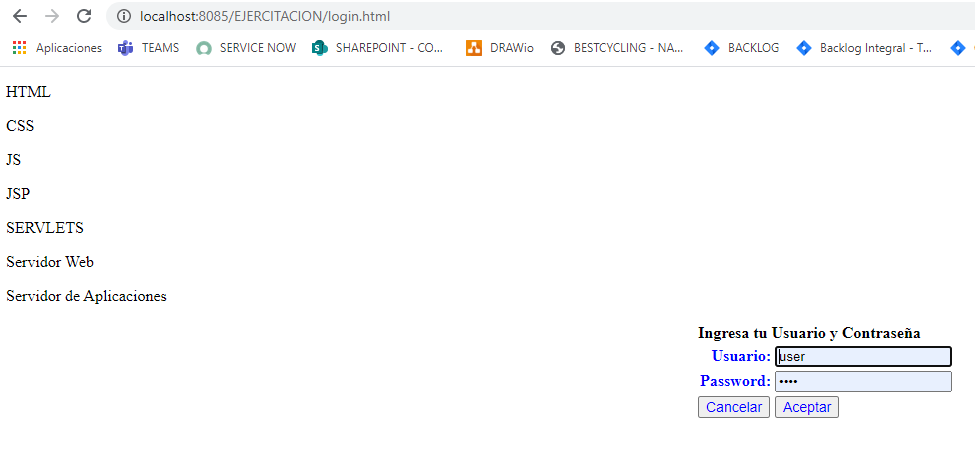 localhost:8085/EJERCITACION/login.html
Aplicaciones TEAMS SERVICE NOW SHAREPOINT - CO... DRAWio BESTCYCLING - NA... BACKLOG Backlog Integral - T...
HTML
CSS
JS
JSP
SERVLETS
Servidor Web
Servidor de Aplicaciones
Ingresa tu Usuario y Contraseña
Usuario: user
Password: ••••
Cancelar Aceptar